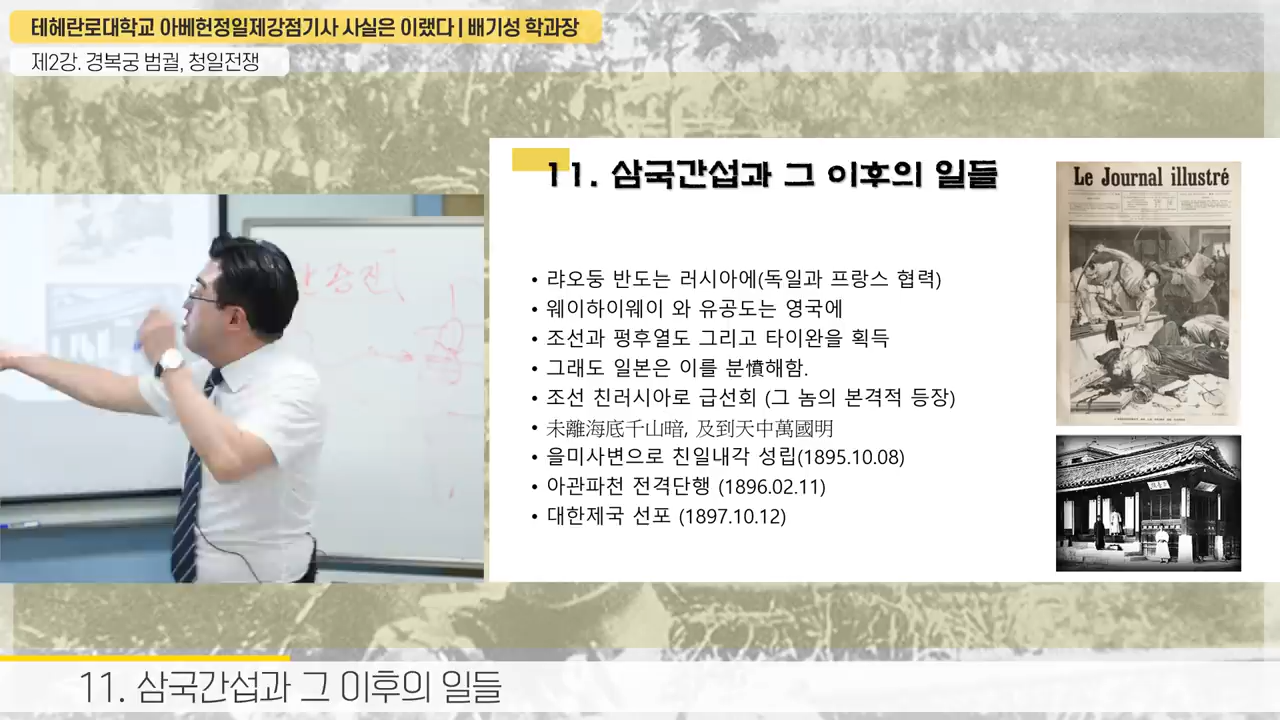 테헤란로대학교 아베헌정일제강점기사 사실은 이랬다 | 배기성 학과장
제2강. 경복궁 범궐, 청일전쟁
11. 삼국간섭과 그 이후의 일들
Le Journal illustré
• 랴오둥 반도는 러시아에(독일과 프랑스 협력)
• 웨이하이웨이 와 유공도는 영국에
• 조선과 펑후열도 그리고 타이완을 획득
• 그래도 일본은 이를 분憤해함.
• 조선 친러시아로 급선회 (그 놈의 본격적 등장)
• 未離海底千山暗, 及到天中萬國明
• 을미사변으로 친일내각 성립(1895.10.08)
• 아관파천 전격단행 (1896.02.11)
• 대한제국 선포 (1897.10.12)
11. 삼국간섭과 그 이후의 일들